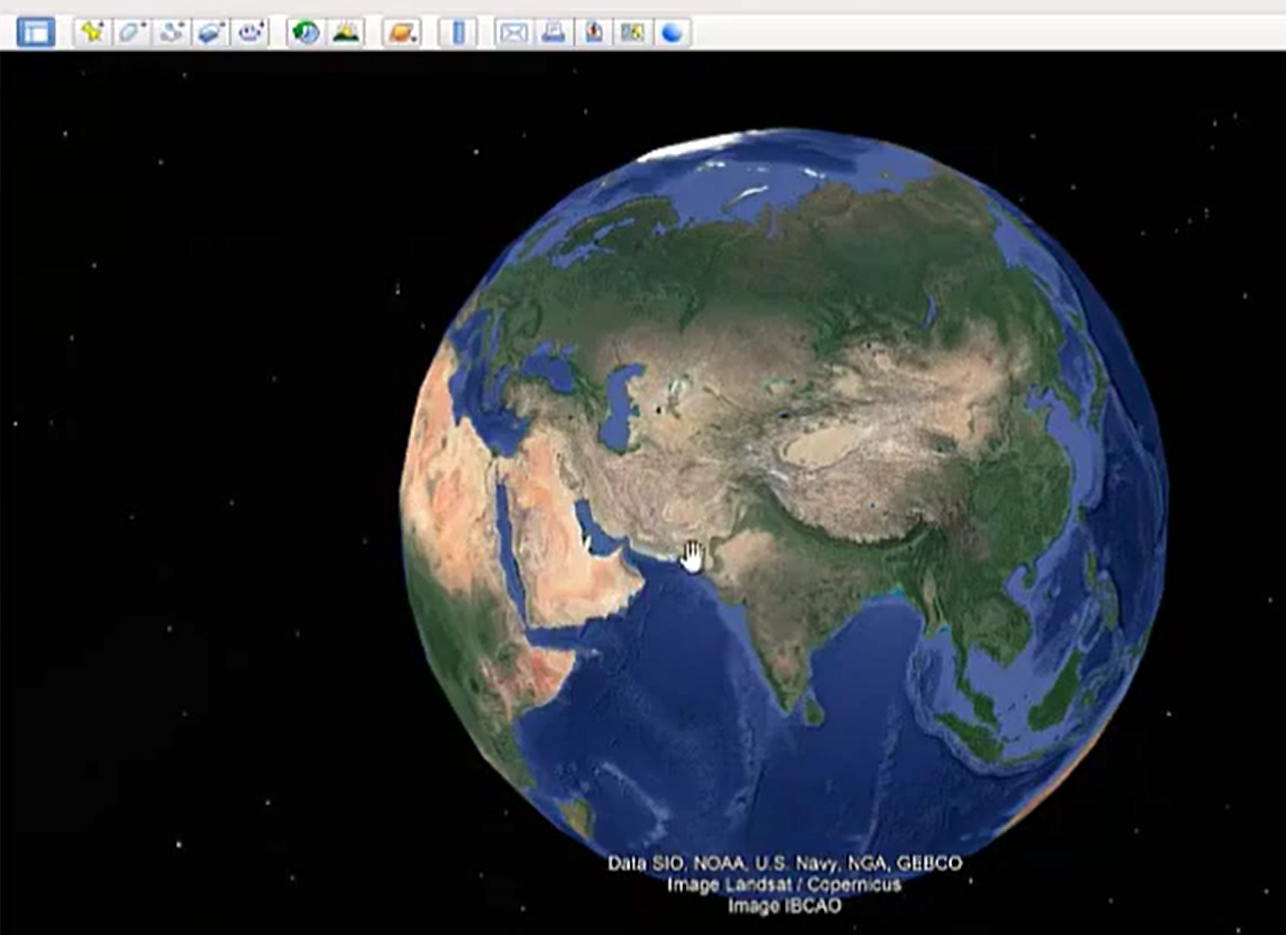 Data SIO, NOAA, U.S. Navy, NGA, GEBCO
Image Landsat / Copernicus
Image IBCAO